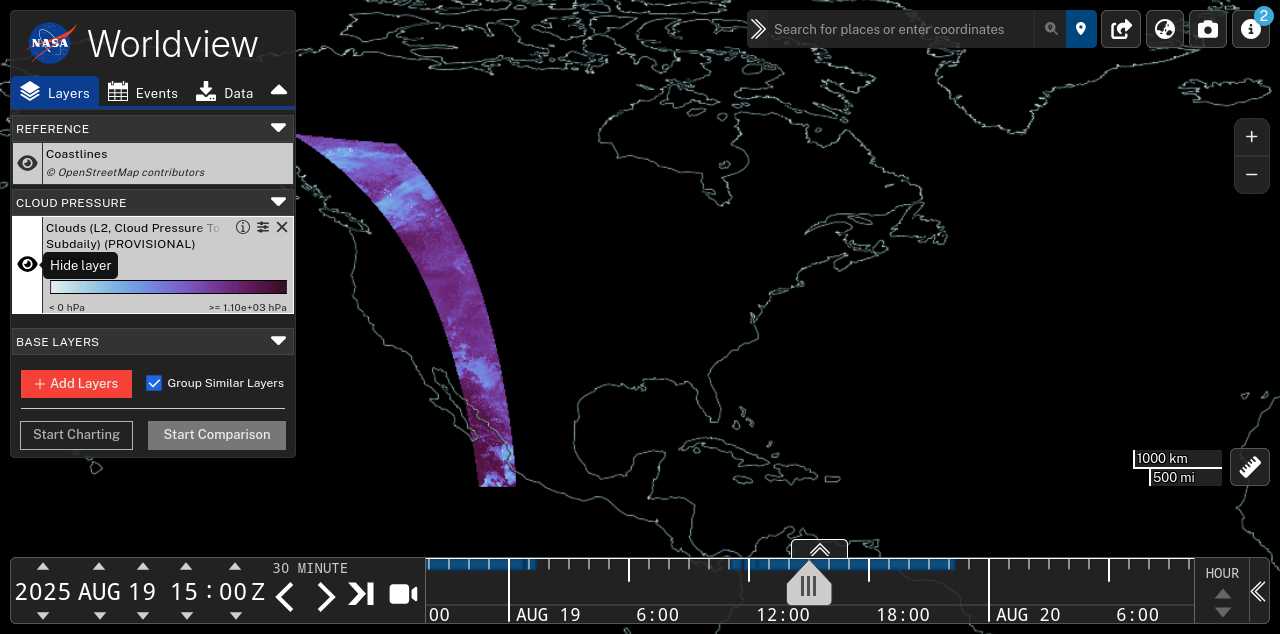 NASA
Worldview
Layers
Events
Data
Search for places or enter coordinates
2
REFERENCE
Coastlines
© OpenStreetMap contributors
CLOUD PRESSURE
Clouds (L2, Cloud Pressure To
Subdaily) (PROVISIONAL)
Hide layer
< 0 hPa
>= 1.10e+03 hPa
BASE LAYERS
+ Add Layers
Group Similar Layers
Start Charting
Start Comparison
+
−
1000 km
500 mi
2025 AUG 19 15 : 00 Z
30 MINUTE
00
AUG 19
6:00
12:00
18:00
AUG 20
6:00
HOUR